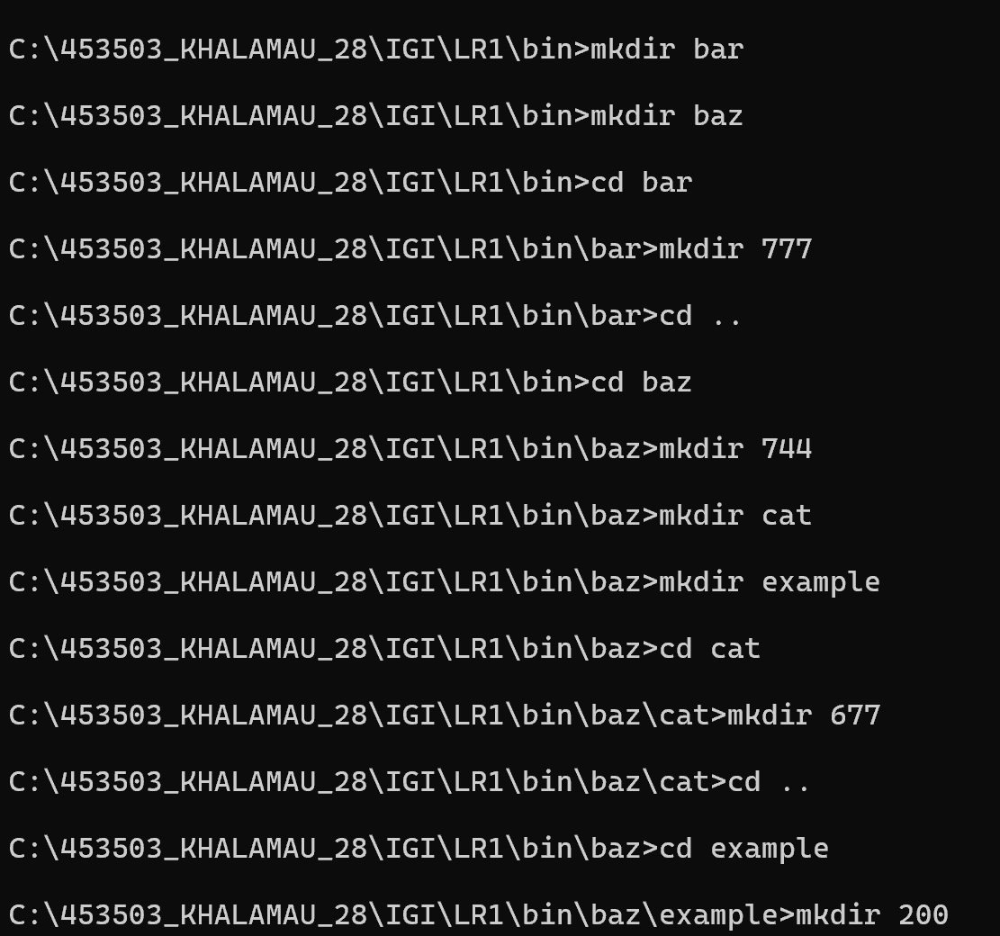 C:\453503_KHALAMAU_28\IGI\LR1\bin>mkdir bar
C:\453503_KHALAMAU_28\IGI\LR1\bin>mkdir baz
C:\453503_KHALAMAU_28\IGI\LR1\bin>cd bar
C:\453503_KHALAMAU_28\IGI\LR1\bin\bar>mkdir 777
C:\453503_KHALAMAU_28\IGI\LR1\bin\bar>cd ..
C:\453503_KHALAMAU_28\IGI\LR1\bin>cd baz
C:\453503_KHALAMAU_28\IGI\LR1\bin\baz>mkdir 744
C:\453503_KHALAMAU_28\IGI\LR1\bin\baz>mkdir cat
C:\453503_KHALAMAU_28\IGI\LR1\bin\baz>mkdir example
C:\453503_KHALAMAU_28\IGI\LR1\bin\baz>cd cat
C:\453503_KHALAMAU_28\IGI\LR1\bin\baz\cat>mkdir 677
C:\453503_KHALAMAU_28\IGI\LR1\bin\baz\cat>cd ..
C:\453503_KHALAMAU_28\IGI\LR1\bin\baz>cd example
C:\453503_KHALAMAU_28\IGI\LR1\bin\baz\example>mkdir 200